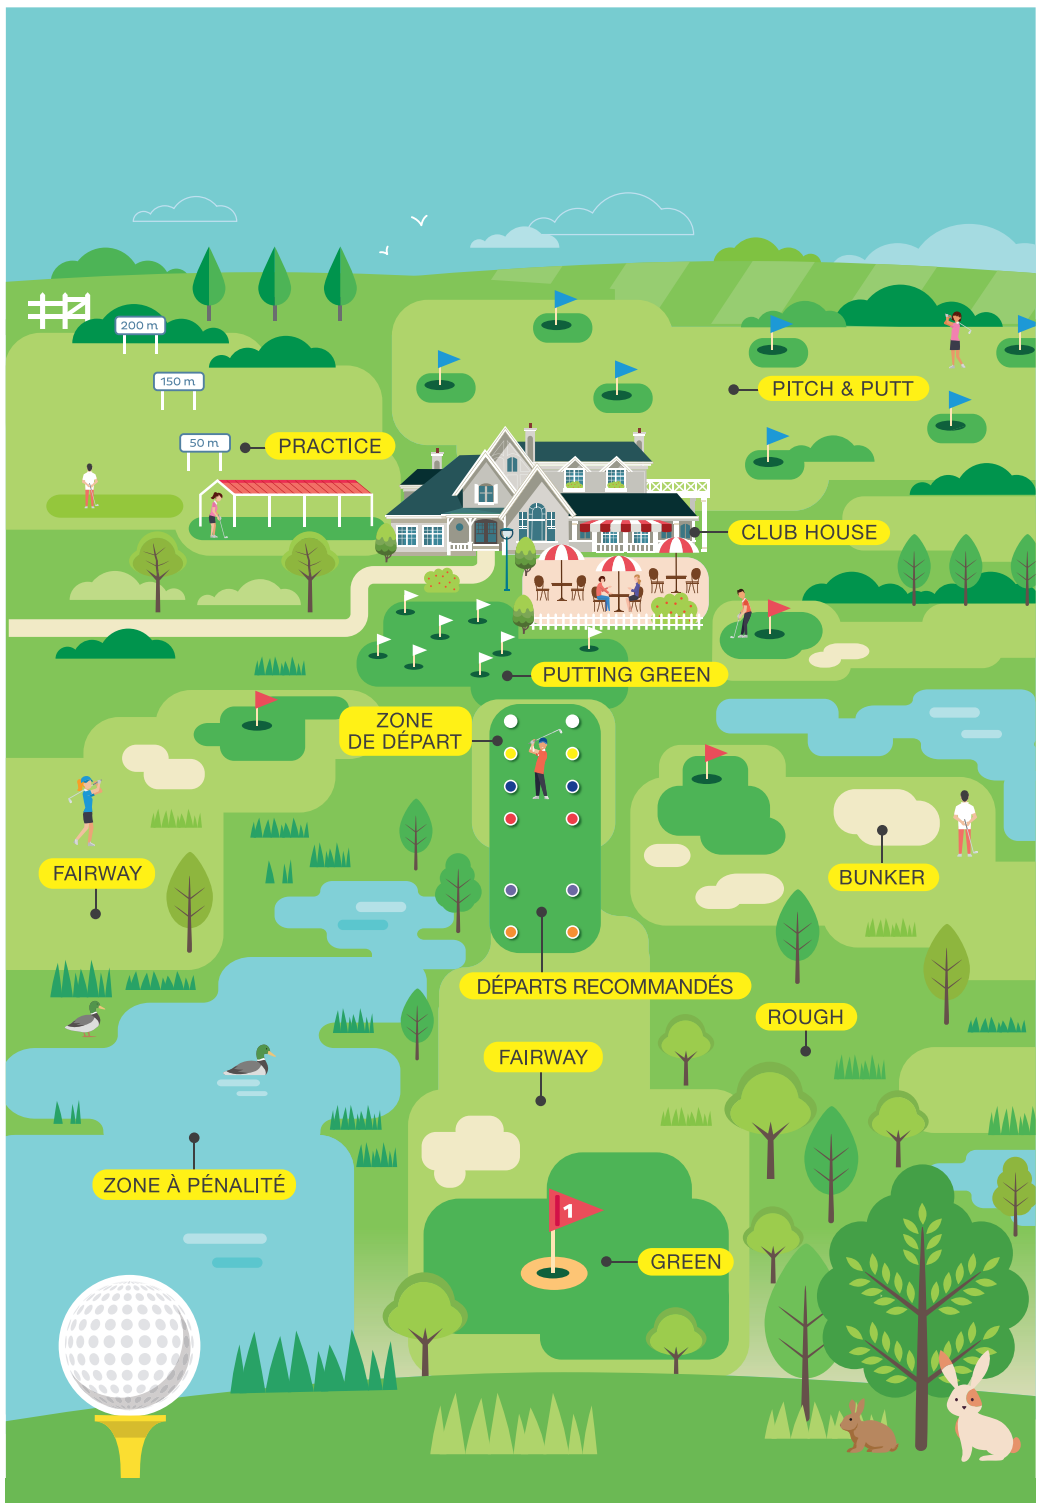 200 m
150 m
PITCH & PUTT
50 m
PRACTICE
CLUB HOUSE
PUTTING GREEN
ZONE
DE DÉPART
FAIRWAY
BUNKER
DÉPARTS RECOMMANDÉS
ROUGH
FAIRWAY
ZONE À PÉNALITÉ
1
GREEN